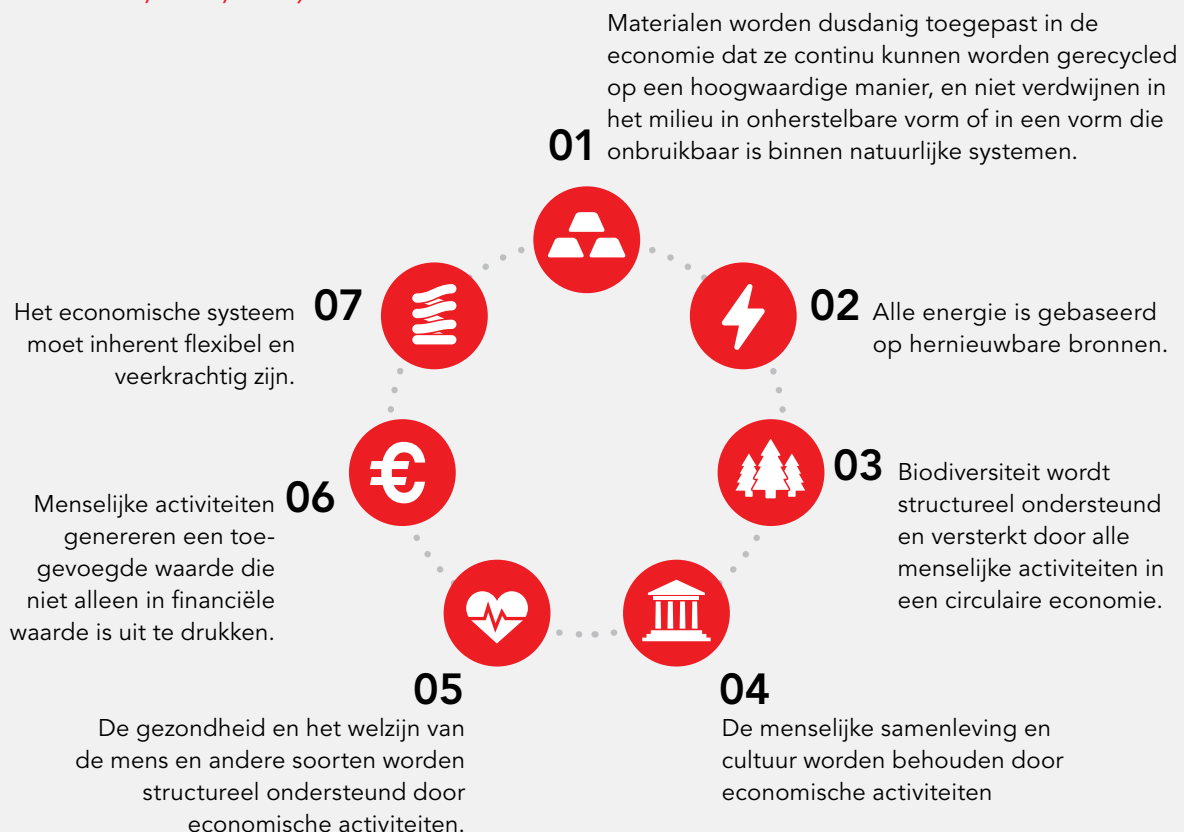 Materialen worden dusdanig toegepast in de
economie dat ze continu kunnen worden gerecycled
op een hoogwaardige manier, en niet verdwijnen in
het milieu in onherstelbare vorm of in een vorm die
01 onbruikbaar is binnen natuurlijke systemen.
02 Alle energie is gebaseerd
op hernieuwbare bronnen.
03 Biodiversiteit wordt
structureel ondersteund
en versterkt door alle
menselijke activiteiten in
een circulaire economie.
04
De menselijke samenleving en
cultuur worden behouden door
economische activiteiten
05
De gezondheid en het welzijn van
de mens en andere soorten worden
structureel ondersteund door
economische activiteiten.
Menselijke activiteiten 06
genereren een toe-
gevoegde waarde die
niet alleen in financiële
waarde is uit te drukken.
€
Het economische systeem 07
moet inherent flexibel en
veerkrachtig zijn.